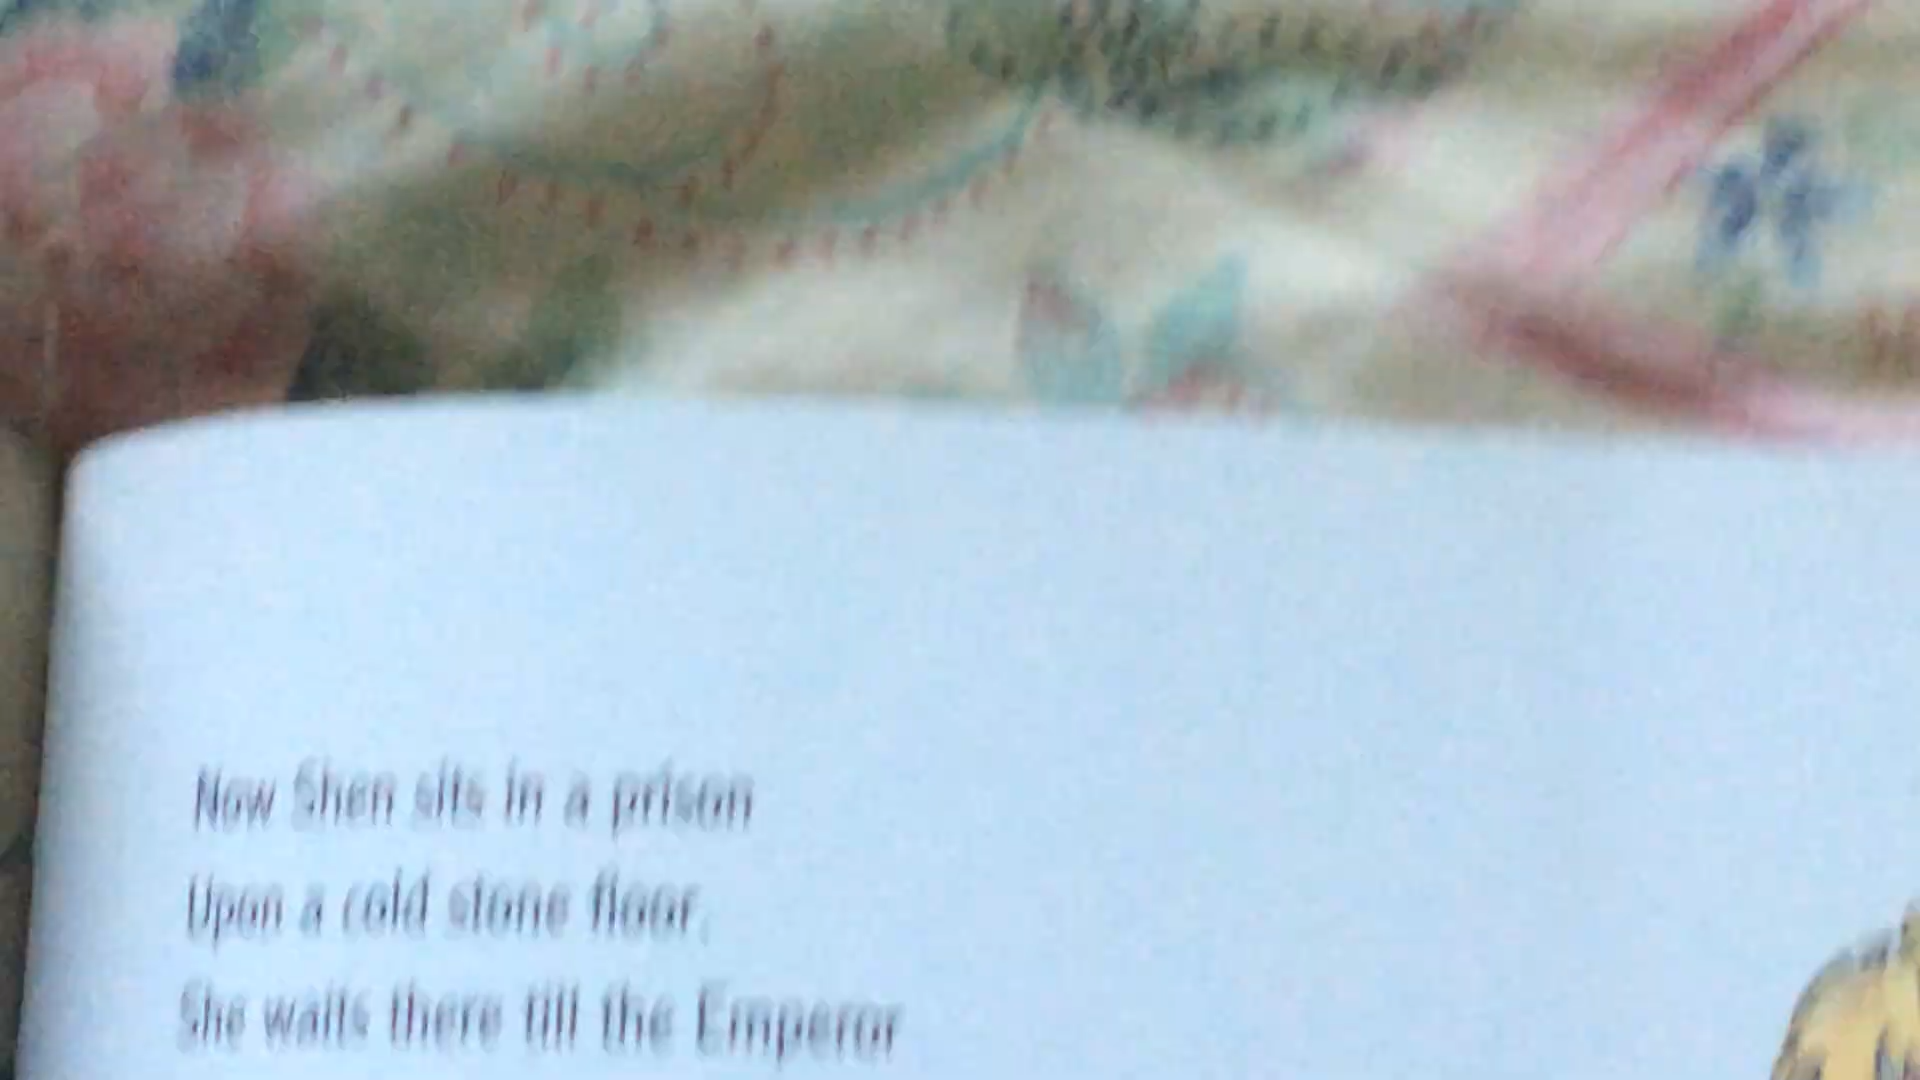 Now Shen sits in a prison
Upon a cold stone floor.
She waits there till the Emperor